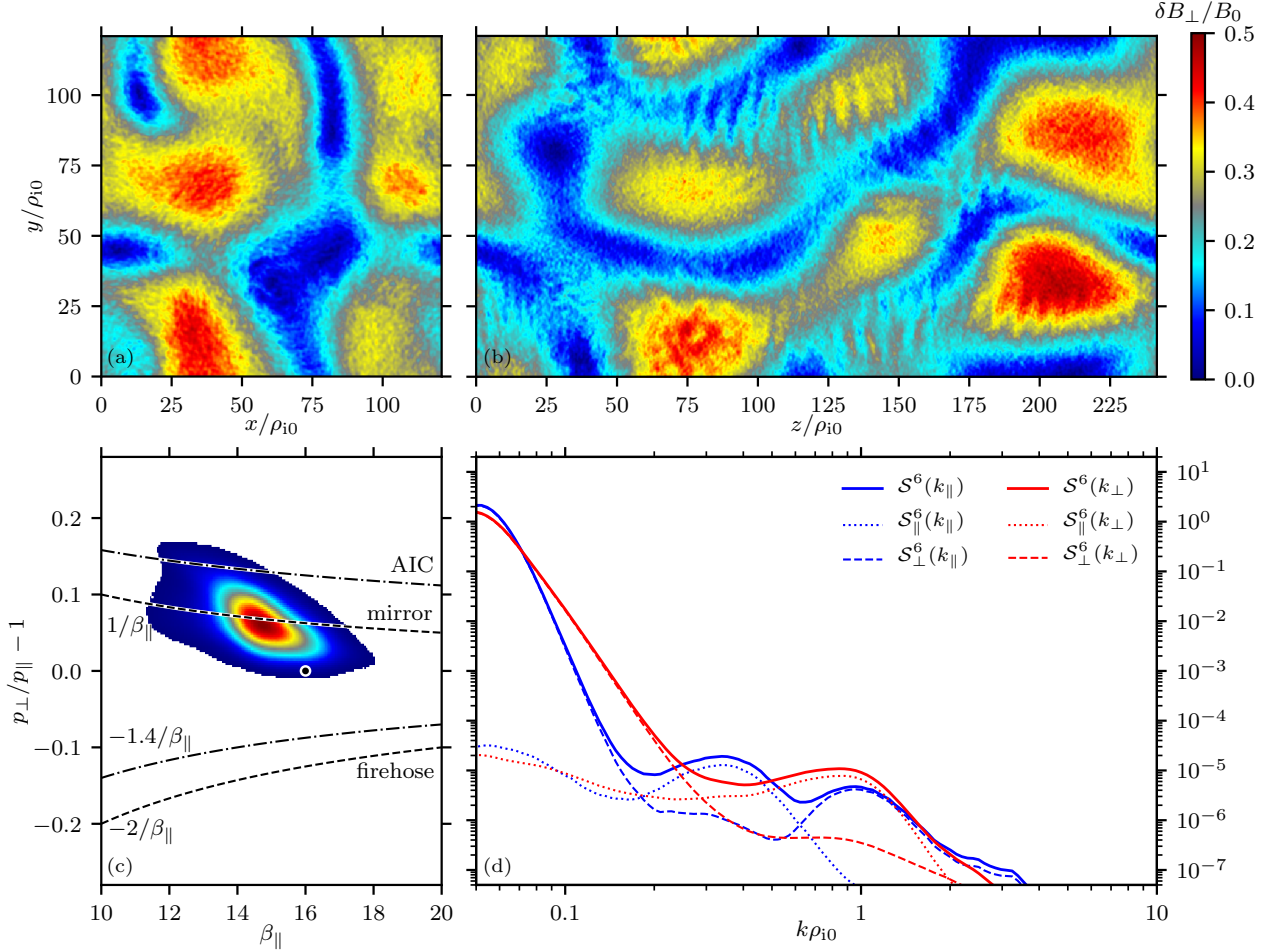 δB⊥/B0
0.5
0.4
0.3
0.2
0.1
0.0
y/ρi0
100
75
50
25
0
(a)
(b)
0 25 50 75 100
x/ρi0
0 25 50 75 100 125 150 175 200 225
z/ρi0
p⊥/p∥ − 1
0.2
0.1
0.0
−0.1
−0.2
AIC
mirror
1/β∥
−1.4/β∥
firehose
−2/β∥
(c)
10 12 14 16 18 20
β∥
S⁶(k∥) S⁶(k⊥)
S⁶∥(k∥) S⁶∥(k⊥)
S⁶⊥(k∥) S⁶⊥(k⊥)
10¹
10⁰
10⁻¹
10⁻²
10⁻³
10⁻⁴
10⁻⁵
10⁻⁶
10⁻⁷
(d)
0.1 1 10
kρi0